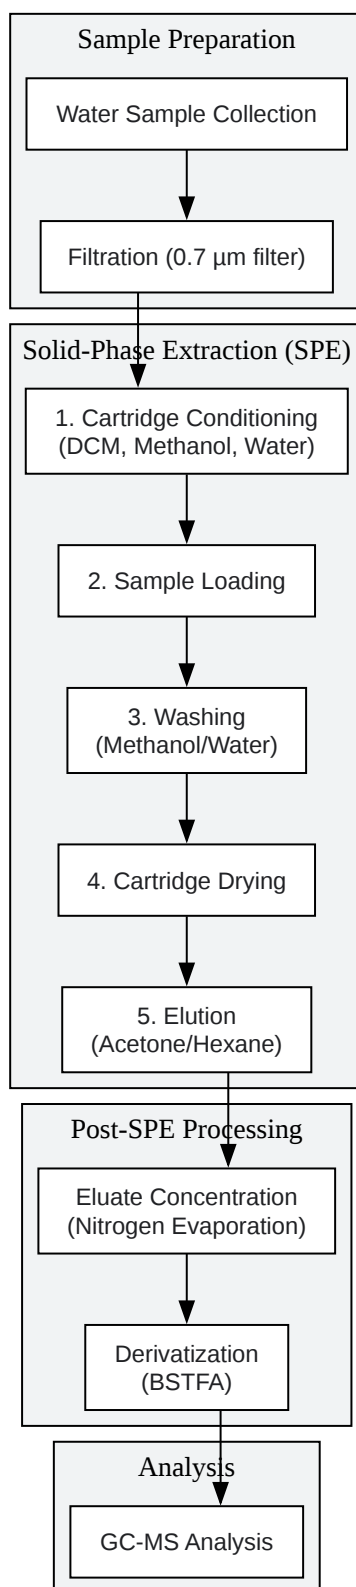 Sample Preparation
Water Sample Collection
Filtration (0.7 µm filter)
Solid-Phase Extraction (SPE)
1. Cartridge Conditioning
(DCM, Methanol, Water)
2. Sample Loading
3. Washing
(Methanol/Water)
4. Cartridge Drying
5. Elution
(Acetone/Hexane)
Post-SPE Processing
Eluate Concentration
(Nitrogen Evaporation)
Derivatization
(BSTFA)
Analysis
GC-MS Analysis